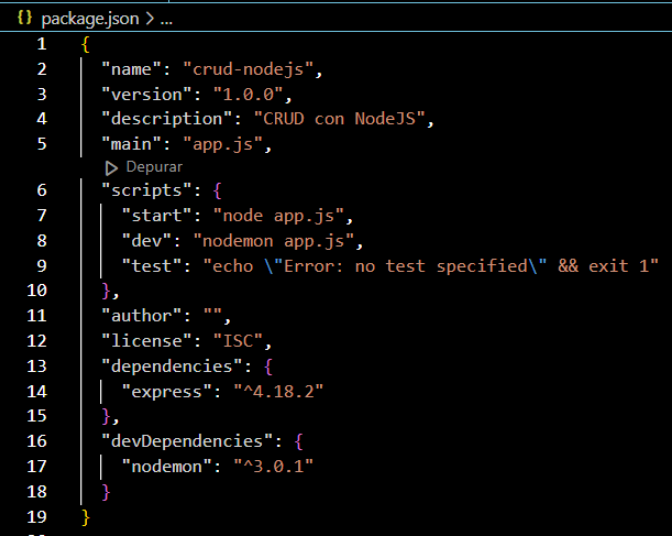 {} package.json > ...
1 {
2 "name": "crud-nodejs",
3 "version": "1.0.0",
4 "description": "CRUD con NodeJS",
5 "main": "app.js",
Depurar
6 "scripts": {
7 "start": "node app.js",
8 "dev": "nodemon app.js",
9 "test": "echo \"Error: no test specified\" && exit 1"
10 },
11 "author": "",
12 "license": "ISC",
13 "dependencies": {
14 "express": "^4.18.2"
15 },
16 "devDependencies": {
17 "nodemon": "^3.0.1"
18 }
19 }